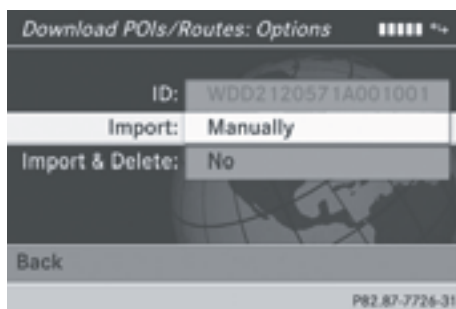 Download POIs/Routes: Options
ID: WDD2120571A001001
Import: Manually
Import & Delete: No
Back
P82.87-7726-31